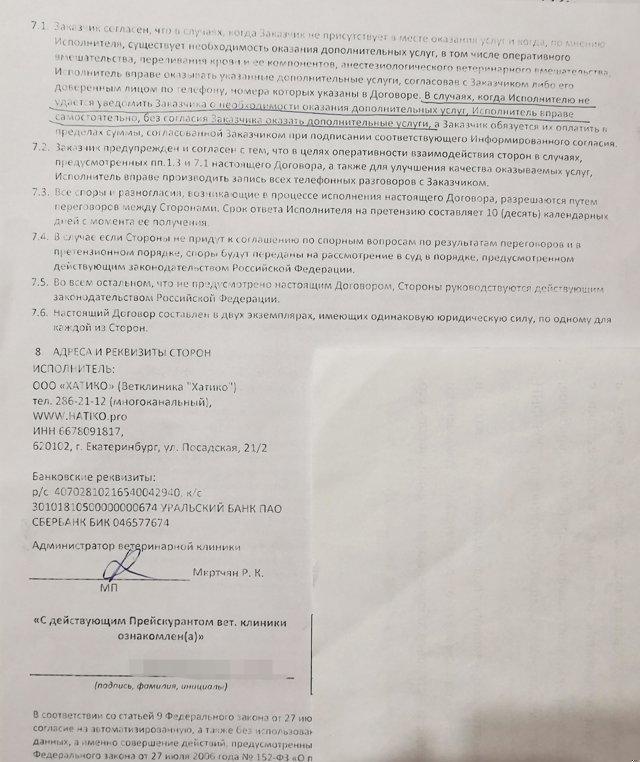 7.1. Заказчик согласен, что в случаях, когда Заказчик не присутствует в месте оказания услуг и когда, по мнению
Исполнителя, существует необходимость оказания дополнительных услуг, в том числе оперативного
вмешательства, переливания крови и ее компонентов, анестезиологического ветеринарного вмешательства,
Исполнитель вправе оказывать указанные дополнительные услуги, согласовав с Заказчиком либо его
доверенным лицом по телефону, номера которых указаны в Договоре. В случаях, когда Исполнителю не
удается уведомить Заказчика о необходимости оказания дополнительных услуг, Исполнитель вправе
самостоятельно, без согласия Заказчика оказать дополнительные услуги, а Заказчик обязуется их оплатить в
пределах суммы, согласованной Заказчиком при подписании соответствующего Информированного согласия.
7.2. Заказчик предупрежден и согласен с тем, что в целях оперативности взаимодействия сторон в случаях,
предусмотренных пп.1.3 и 7.1 настоящего Договора, а также для улучшения качества оказываемых услуг,
Исполнитель вправе производить запись всех телефонных разговоров с Заказчиком.
7.3. Все споры и разногласия, возникающие в процессе исполнения настоящего Договора, разрешаются путем
переговоров между Сторонами. Срок ответа Исполнителя на претензию составляет 10 (десять) календарных
дней с момента ее получения.
7.4. В случае если Стороны не придут к соглашению по спорным вопросам по результатам переговоров и в
претензионном порядке, споры будут переданы на рассмотрение в суд в порядке, предусмотренном
действующим законодательством Российской Федерации.
7.5. Во всем остальном, что не предусмотрено настоящим Договором, Стороны руководствуются действующим
законодательством Российской Федерации.
7.6. Настоящий Договор составлен в двух экземплярах, имеющих одинаковую юридическую силу, по одному для
каждой из Сторон.
8 АДРЕСА И РЕКВИЗИТЫ СТОРОН
ИСПОЛНИТЕЛЬ:
ООО «ХАТИКО» (Ветклиника "Хатико")
тел. 286-21-12 (многоканальный),
WWW.HATIKO.pro
ИНН 6678091817,
620102, г. Екатеринбург, ул. Посадская, 21/2
Банковские реквизиты:
р/с 40702810216540042940, к/с
30101810500000000674 УРАЛЬСКИЙ БАНК ПАО
СБЕРБАНК БИК 046577674
Администратор ветеринарной клиники
Мкртчян Р. К.
МП
«С действующим Прейскурантом вет. клиники
ознакомлен(а)»
(подпись, фамилия, инициалы)
В соответствии со статьей 9 Федерального закона от 27 ию
согласие на автоматизированную, а также без использован
данных, а именно совершение действий, предусмотренны
Федерального закона от 27 июля 2006 года № 152-ФЗ «О п